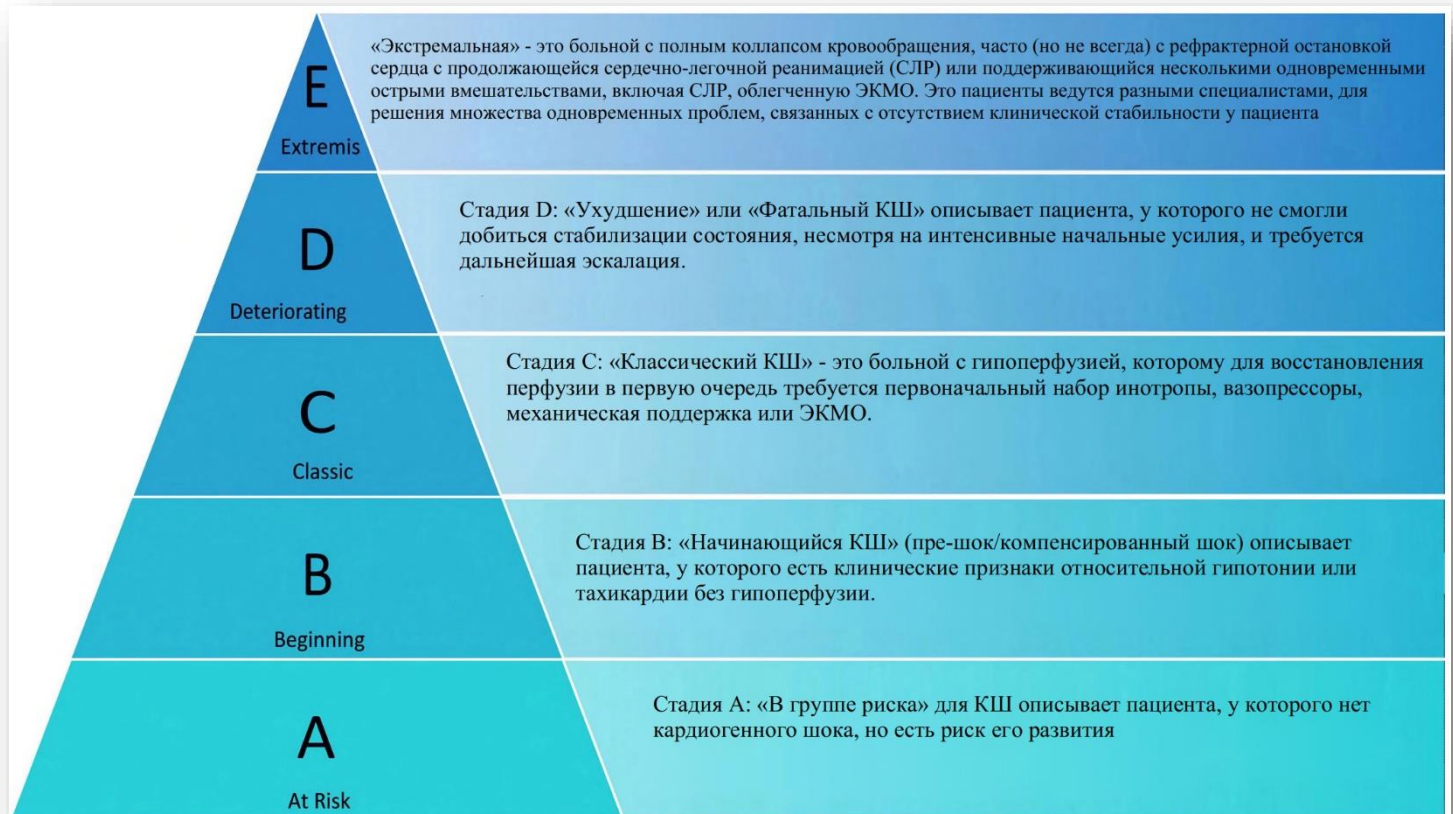 E
Extremis
«Экстремальная» - это больной с полным коллапсом кровообращения, часто (но не всегда) с рефрактерной остановкой
сердца с продолжающейся сердечно-легочной реанимацией (СЛР) или поддерживающийся несколькими одновременными
острыми вмешательствами, включая СЛР, облегченную ЭКМО. Это пациенты ведутся разными специалистами, для
решения множества одновременных проблем, связанных с отсутствием клинической стабильности у пациента
D
Deteriorating
Стадия D: «Ухудшение» или «Фатальный КШ» описывает пациента, у которого не смогли
добиться стабилизации состояния, несмотря на интенсивные начальные усилия, и требуется
дальнейшая эскалация.
C
Classic
Стадия C: «Классический КШ» - это больной с гипоперфузией, которому для восстановления
перфузии в первую очередь требуется первоначальный набор инотропы, вазопрессоры,
механическая поддержка или ЭКМО.
B
Beginning
Стадия B: «Начинающийся КШ» (пре-шок/компенсированный шок) описывает
пациента, у которого есть клинические признаки относительной гипотонии или
тахикардии без гипоперфузии.
A
At Risk
Стадия A: «В группе риска» для КШ описывает пациента, у которого нет
кардиогенного шока, но есть риск его развития